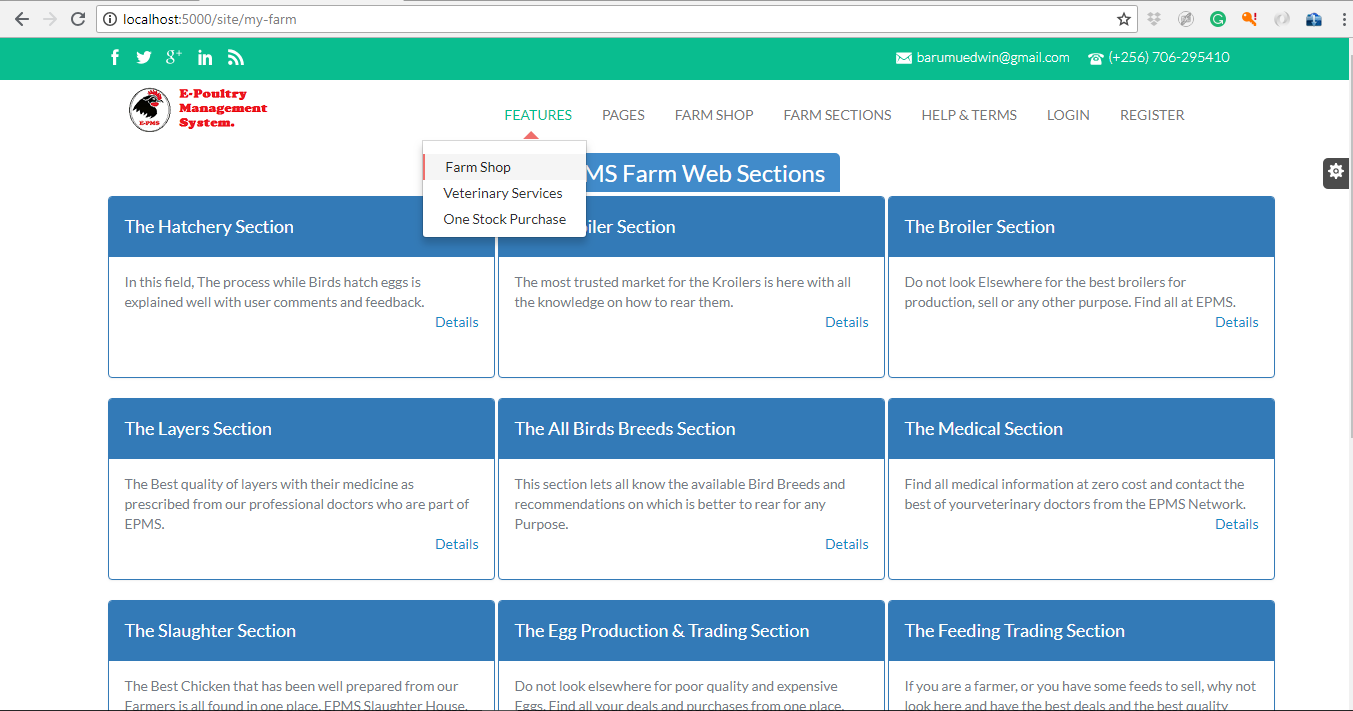 localhost:5000/site/my-farm
barumuedwin@gmail.com
(+256) 706-295410
E-PMS
E-Poultry
Management
System.
FEATURES
PAGES
FARM SHOP
FARM SECTIONS
HELP & TERMS
LOGIN
REGISTER
Farm Shop
Veterinary Services
One Stock Purchase
MS Farm Web Sections
The Hatchery Section
In this field, The process while Birds hatch eggs is
explained well with user comments and feedback.
Details
iler Section
The most trusted market for the Kroilers is here with all
the knowledge on how to rear them.
Details
The Broiler Section
Do not look Elsewhere for the best broilers for
production, sell or any other purpose. Find all at EPMS.
Details
The Layers Section
The Best quality of layers with their medicine as
prescribed from our professional doctors who are part of
EPMS.
Details
The All Birds Breeds Section
This section lets all know the available Bird Breeds and
recommendations on which is better to rear for any
Purpose.
Details
The Medical Section
Find all medical information at zero cost and contact the
best of yourveterinary doctors from the EPMS Network.
Details
The Slaughter Section
The Best Chicken that has been well prepared from our
Farmers is all found in one place. EPMS Slaughter House.
The Egg Production & Trading Section
Do not look elsewhere for poor quality and expensive
Eggs. Find all your deals and purchases from one place.
The Feeding Trading Section
If you are a farmer, or you have some feeds to sell, why not
look here and have the best deals and the best quality